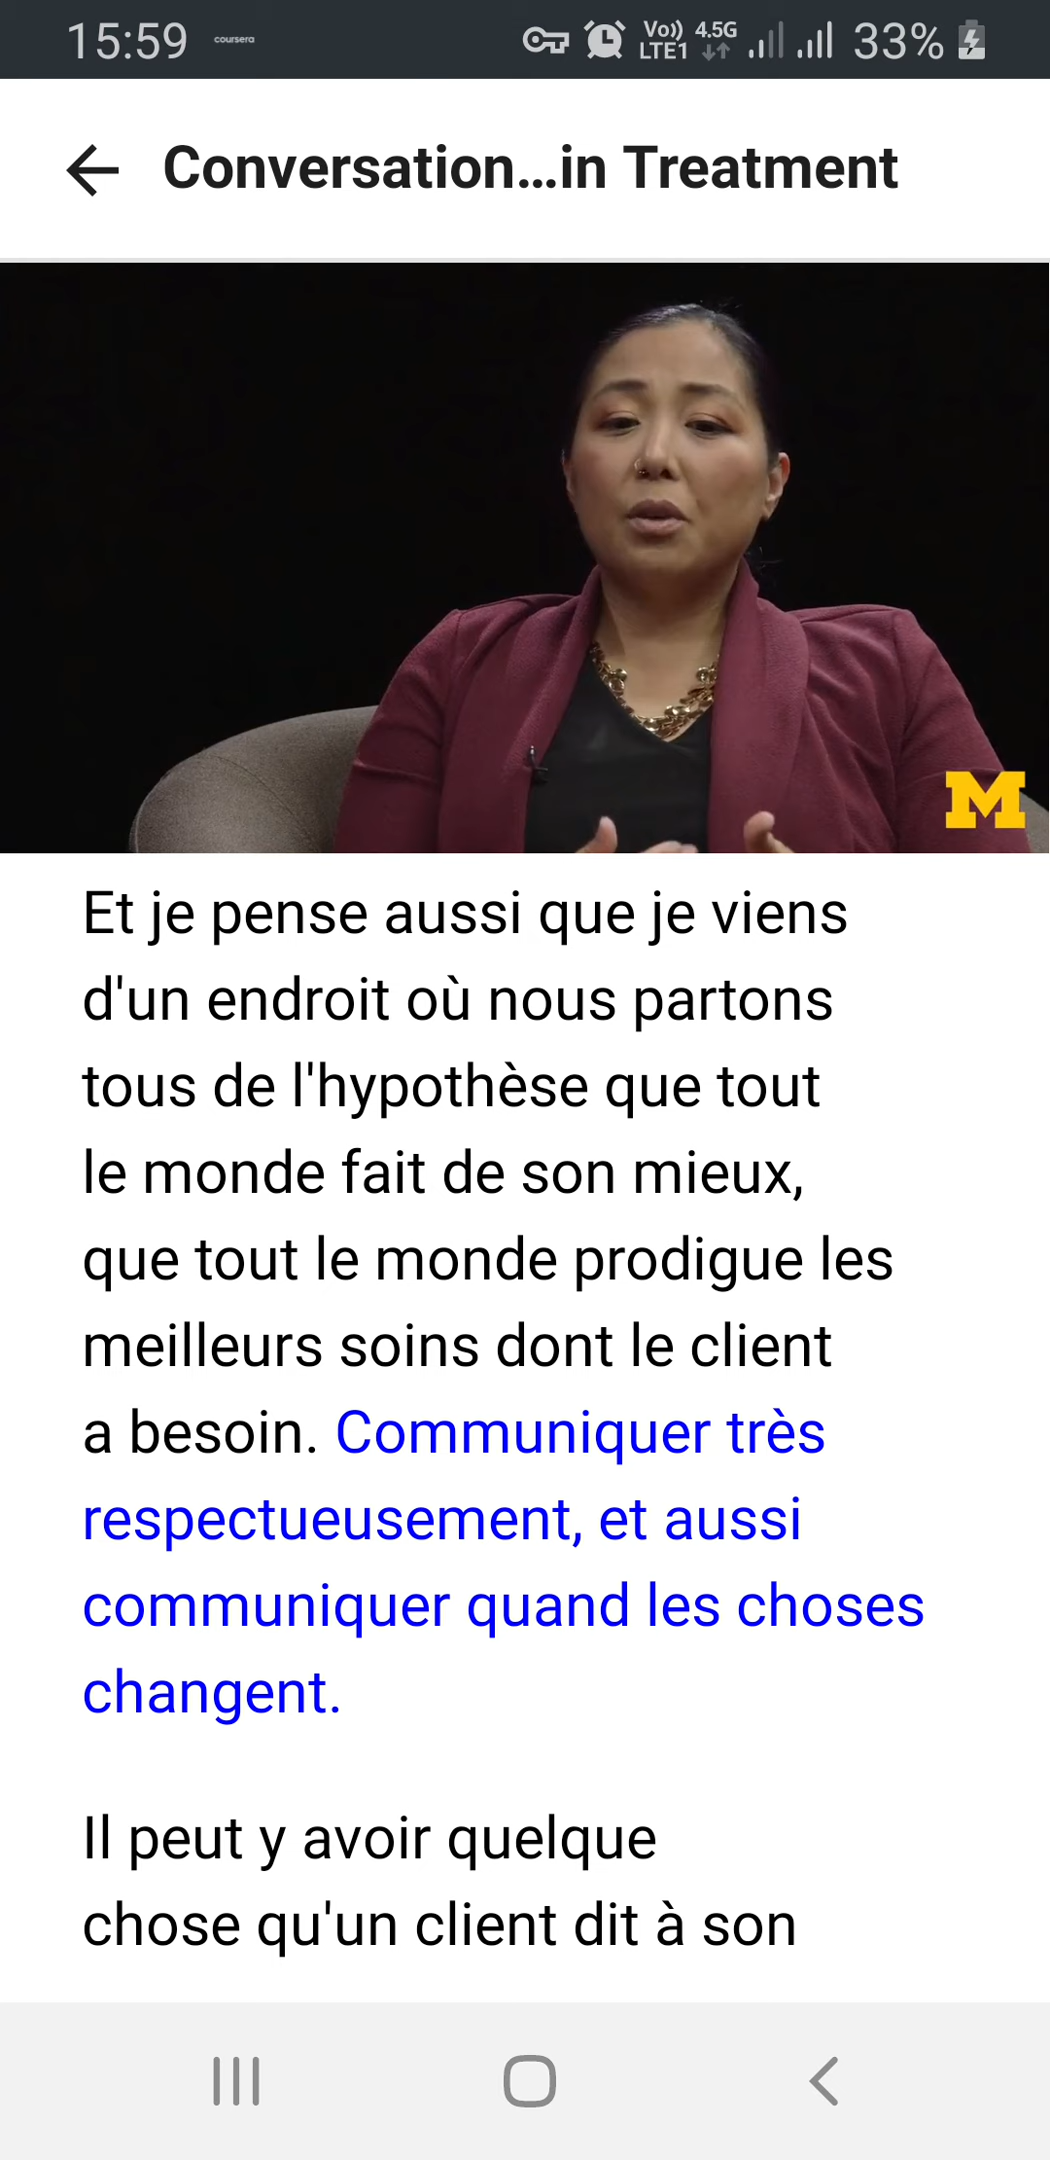 15:59 coursera Vo)) LTE1 4.5G 33%
Conversation...in Treatment
M
Et je pense aussi que je viens
d'un endroit où nous partons
tous de l'hypothèse que tout
le monde fait de son mieux,
que tout le monde prodigue les
meilleurs soins dont le client
a besoin. Communiquer très
respectueusement, et aussi
communiquer quand les choses
changent.
Il peut y avoir quelque
chose qu'un client dit à son